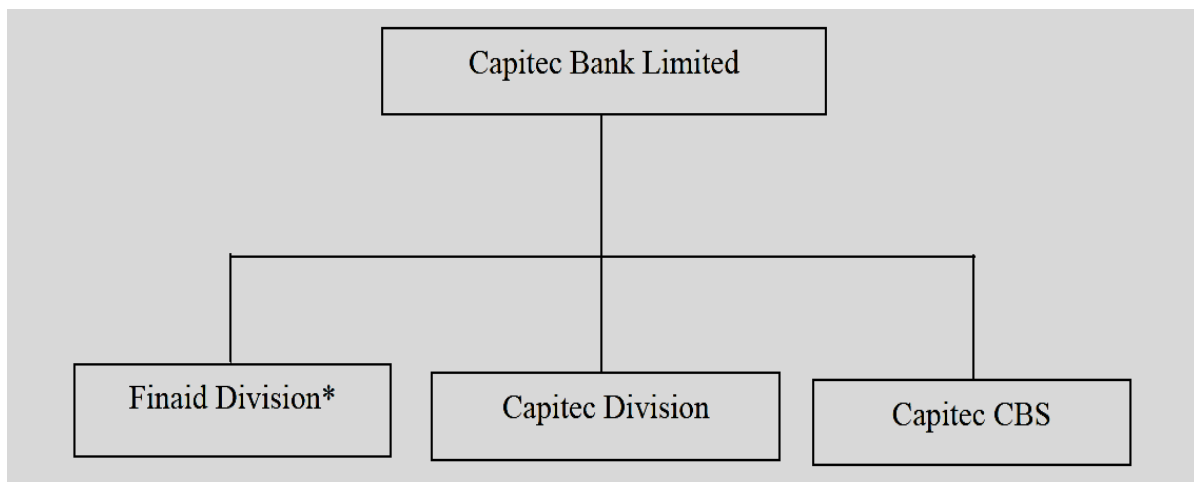 Capitec Bank Limited
Finaid Division*
Capitec Division
Capitec CBS